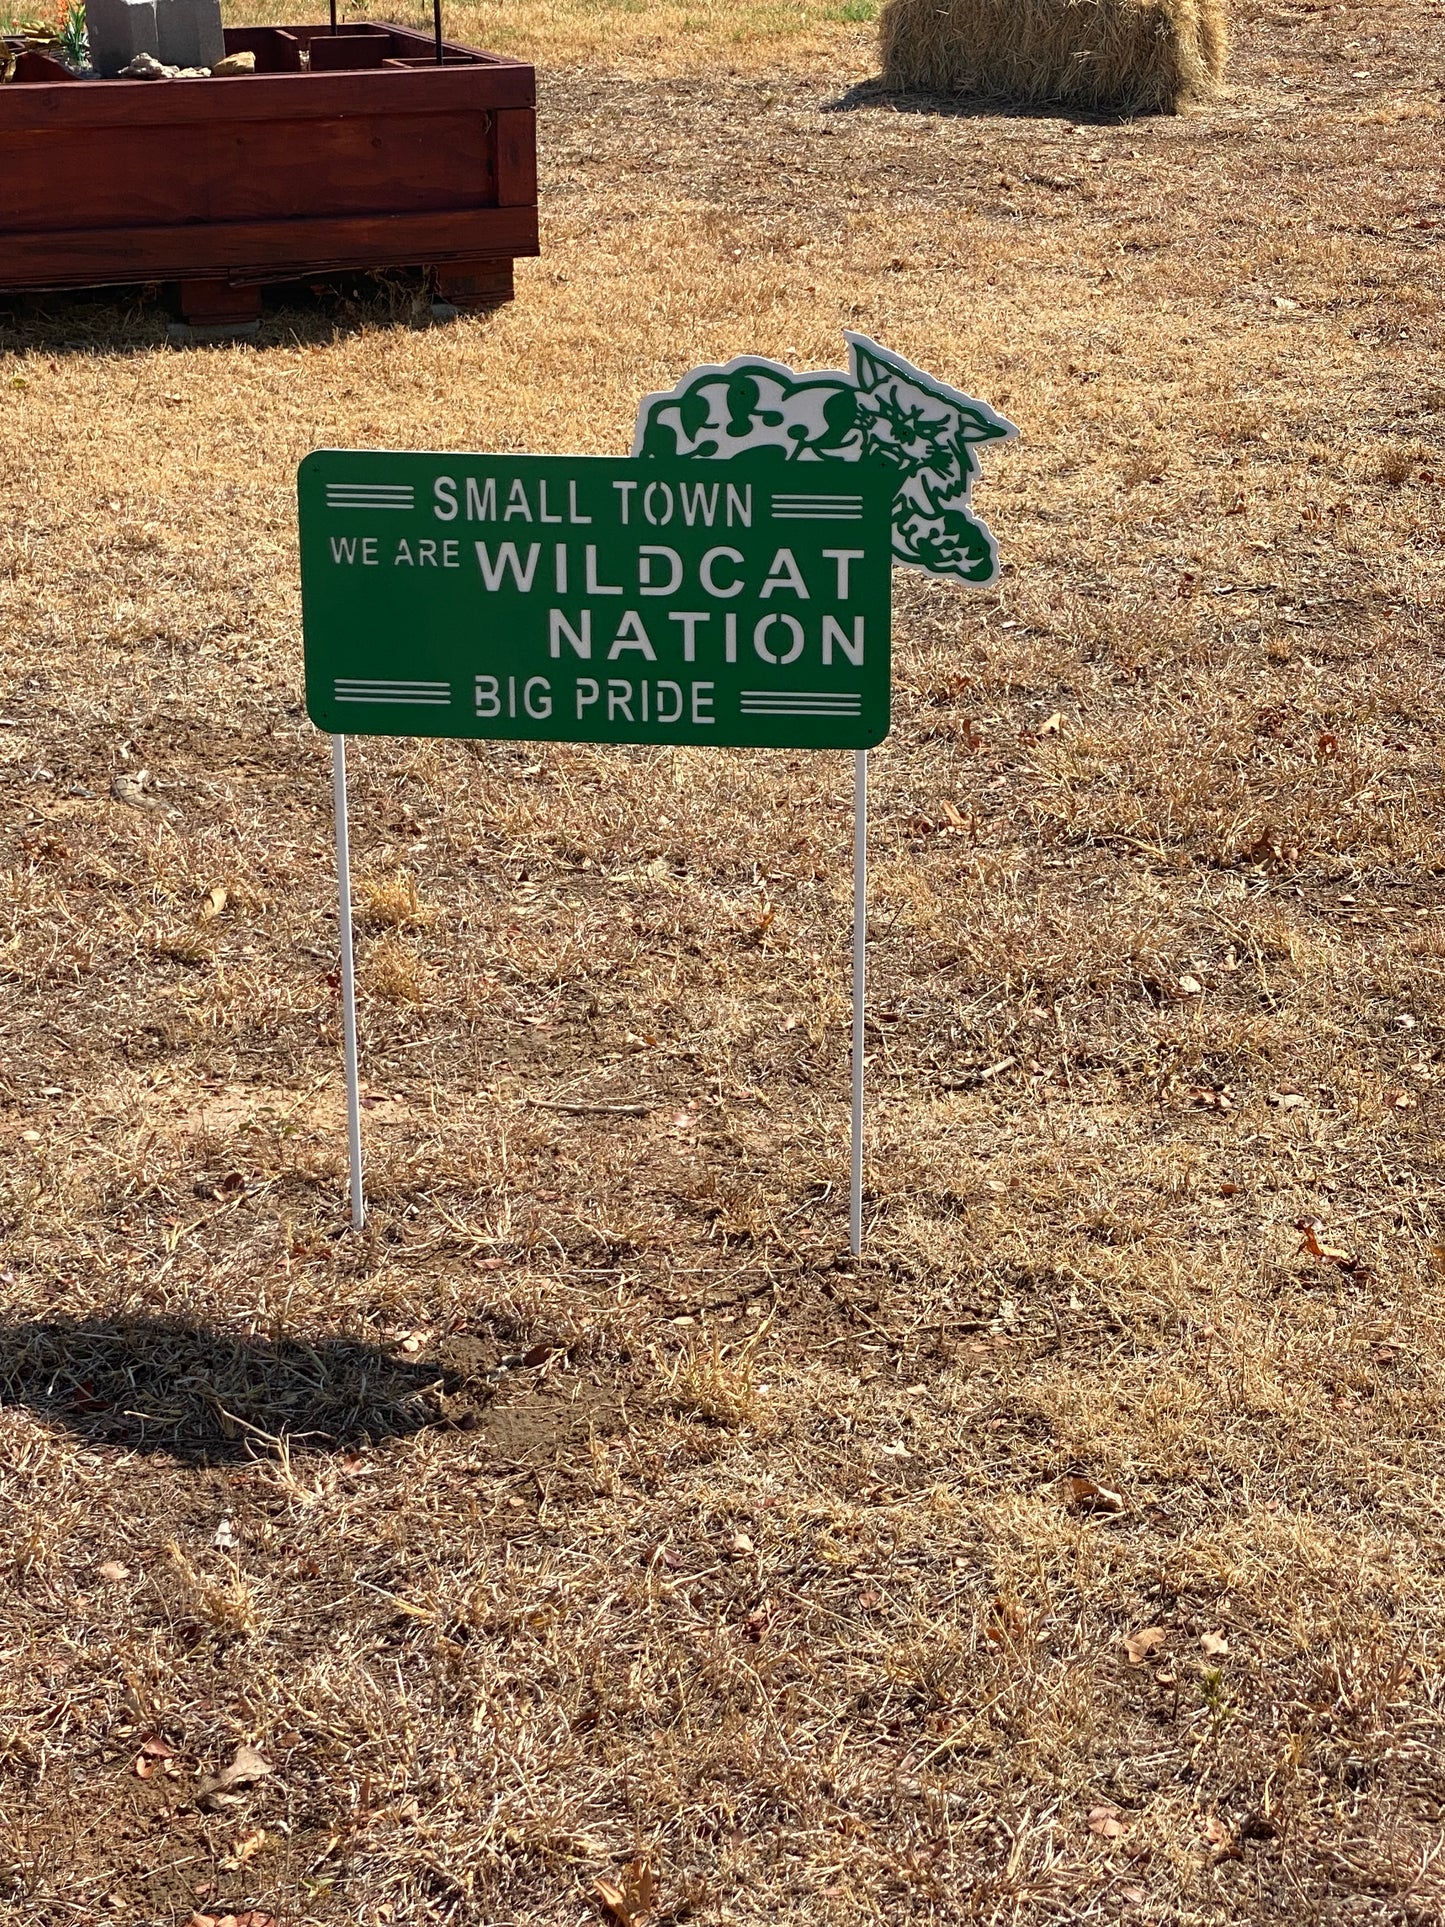 SMALL TOWN
WE ARE WILDCAT
NATION
BIG PRIDE